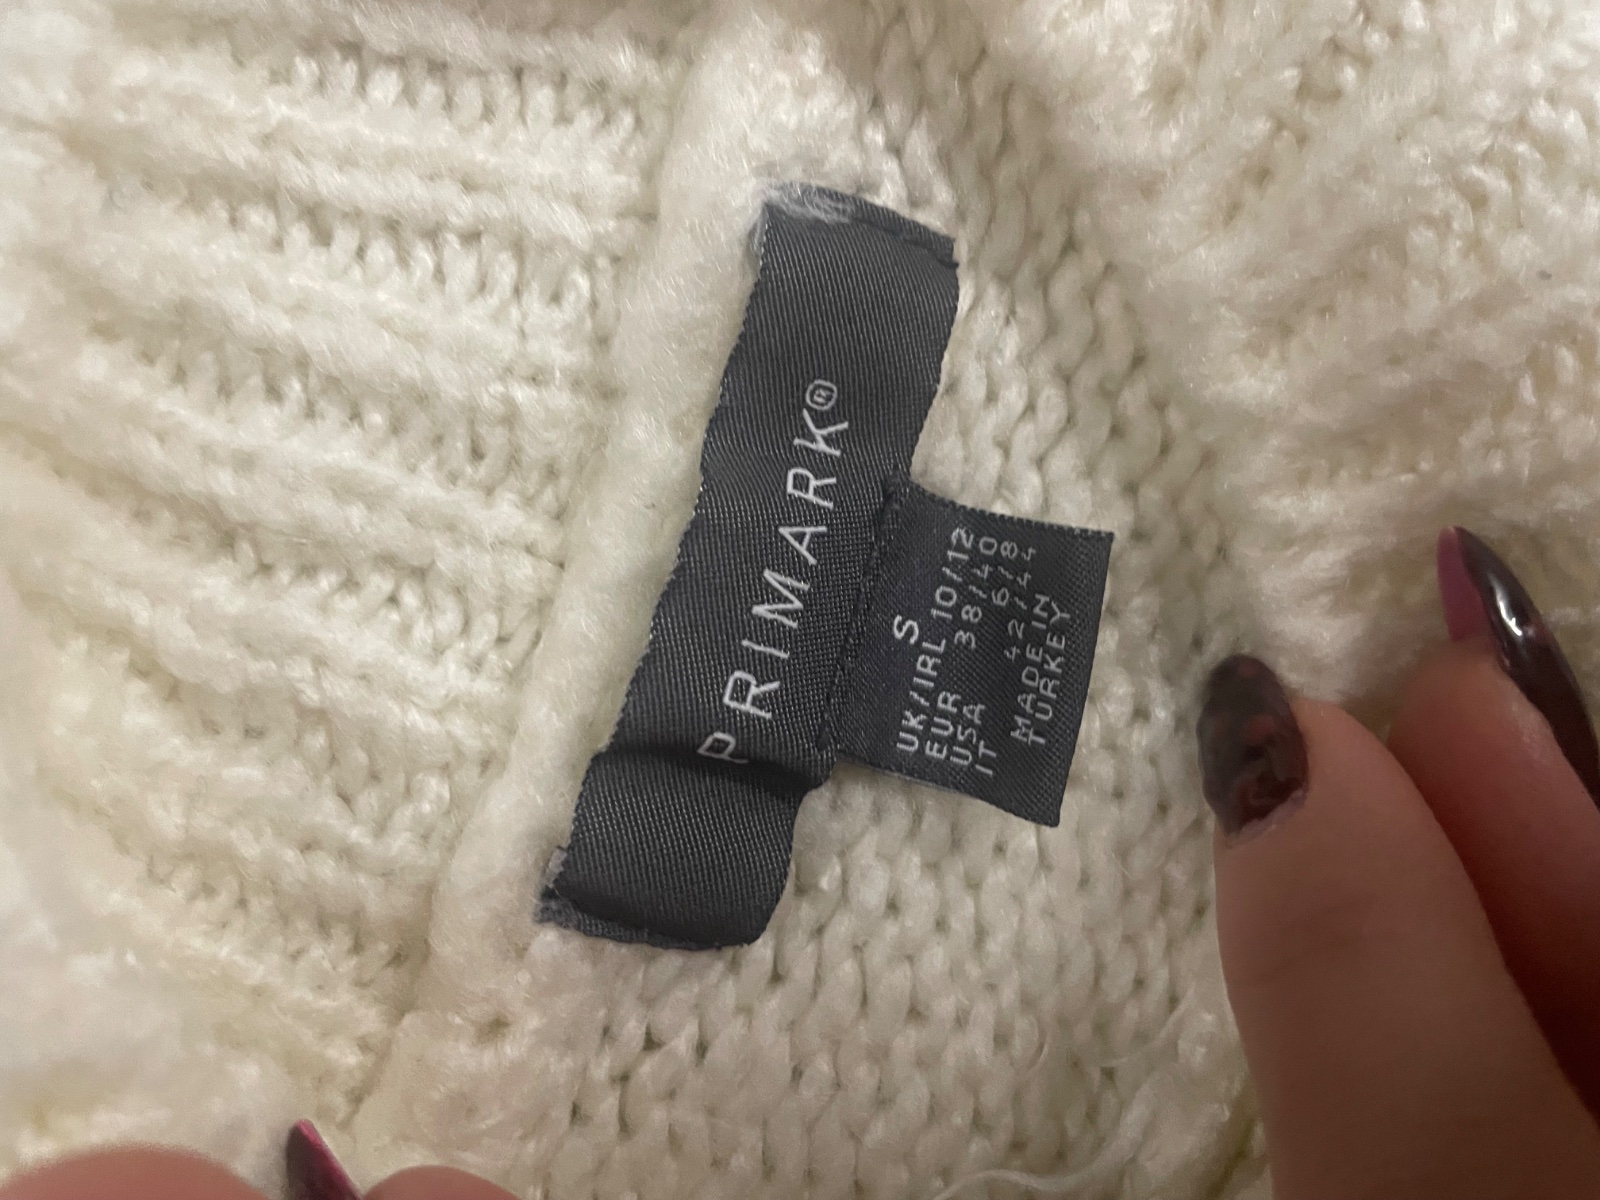 PRIMARK®
S
UK/IRL 10/12
EUR 38/40
USA 6/8
IT 42/44
MADE IN
TURKEY